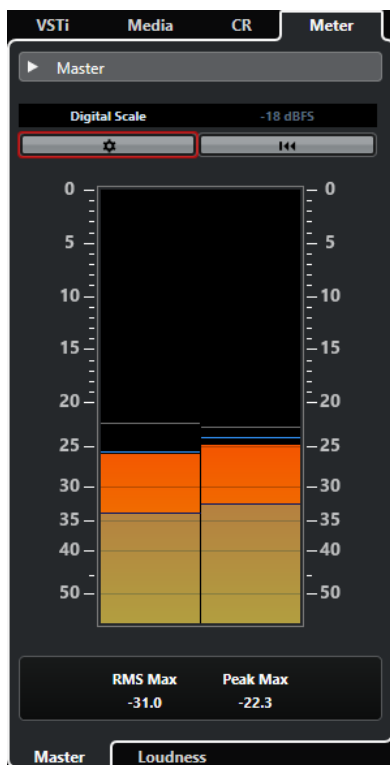 VSTi Media CR Meter
Master
Digital Scale -18 dBFS
0 0
5 5
10 10
15 15
20 20
25 25
30 30
35 35
40 40
50 50
RMS Max Peak Max
-31.0 -22.3
Master Loudness